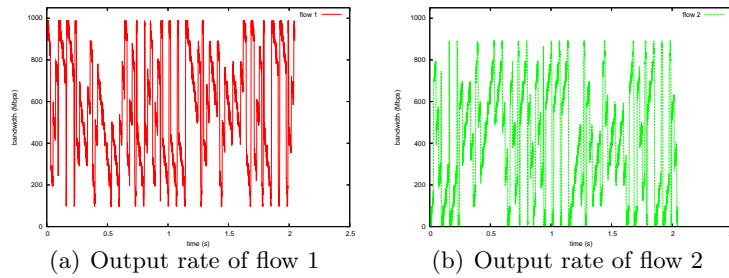 flow 1
1000
800
600
400
200
0
bandwidth (Mbps)
0 0.5 1 1.5 2 2.5
time (s)
(a) Output rate of flow 1
flow 2
1000
800
600
400
200
0
bandwidth (Mbps)
0 0.5 1 1.5 2
time (s)
(b) Output rate of flow 2